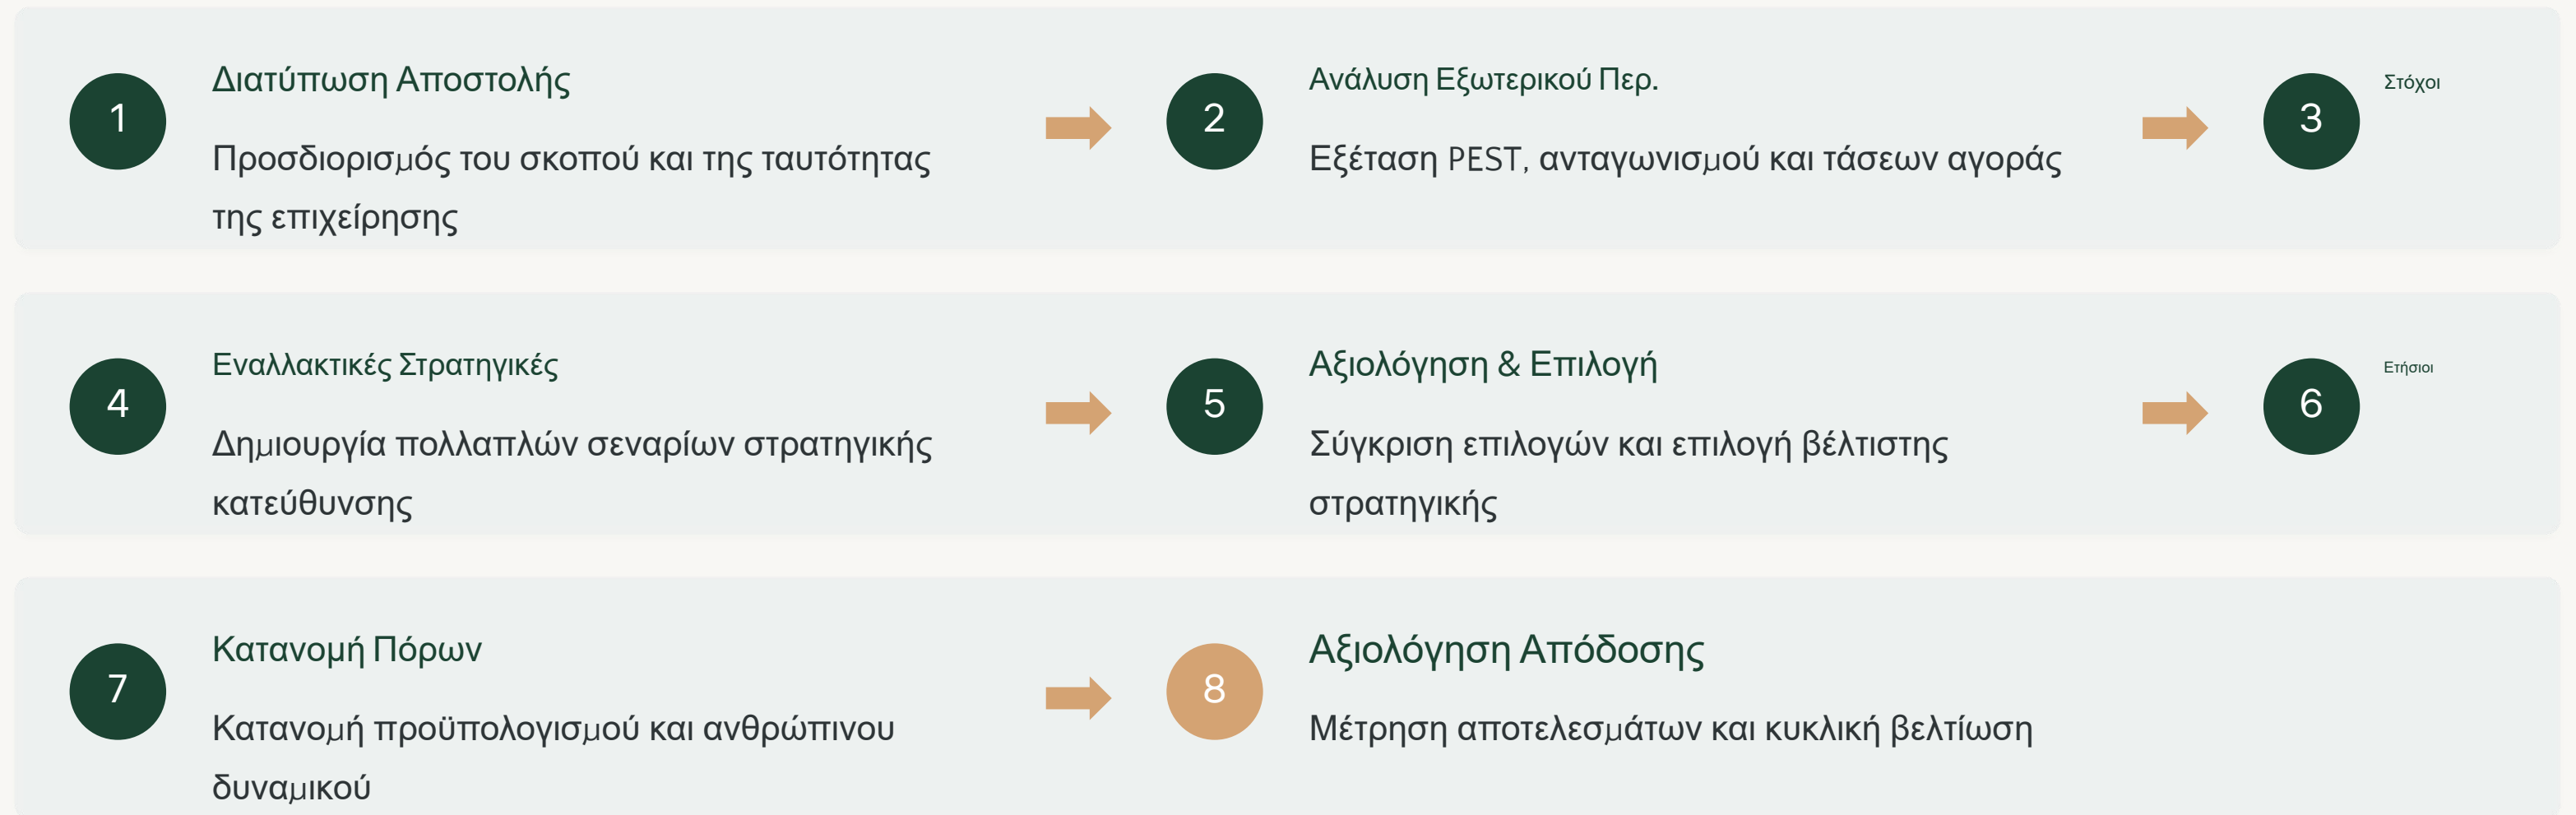 1
Διατύπωση Αποστολής
Προσδιορισμός του σκοπού και της ταυτότητας
της επιχείρησης
2
Ανάλυση Εξωτερικού Περ.
Εξέταση PEST, ανταγωνισμού και τάσεων αγοράς
3
Στόχοι
4
Εναλλακτικές Στρατηγικές
Δημιουργία πολλαπλών σεναρίων στρατηγικής
κατεύθυνσης
5
Αξιολόγηση & Επιλογή
Σύγκριση επιλογών και επιλογή βέλτιστης
στρατηγικής
6
Ετήσιοι
7
Κατανομή Πόρων
Κατανομή προϋπολογισμού και ανθρώπινου
δυναμικού
8
Αξιολόγηση Απόδοσης
Μέτρηση αποτελεσμάτων και κυκλική βελτίωση